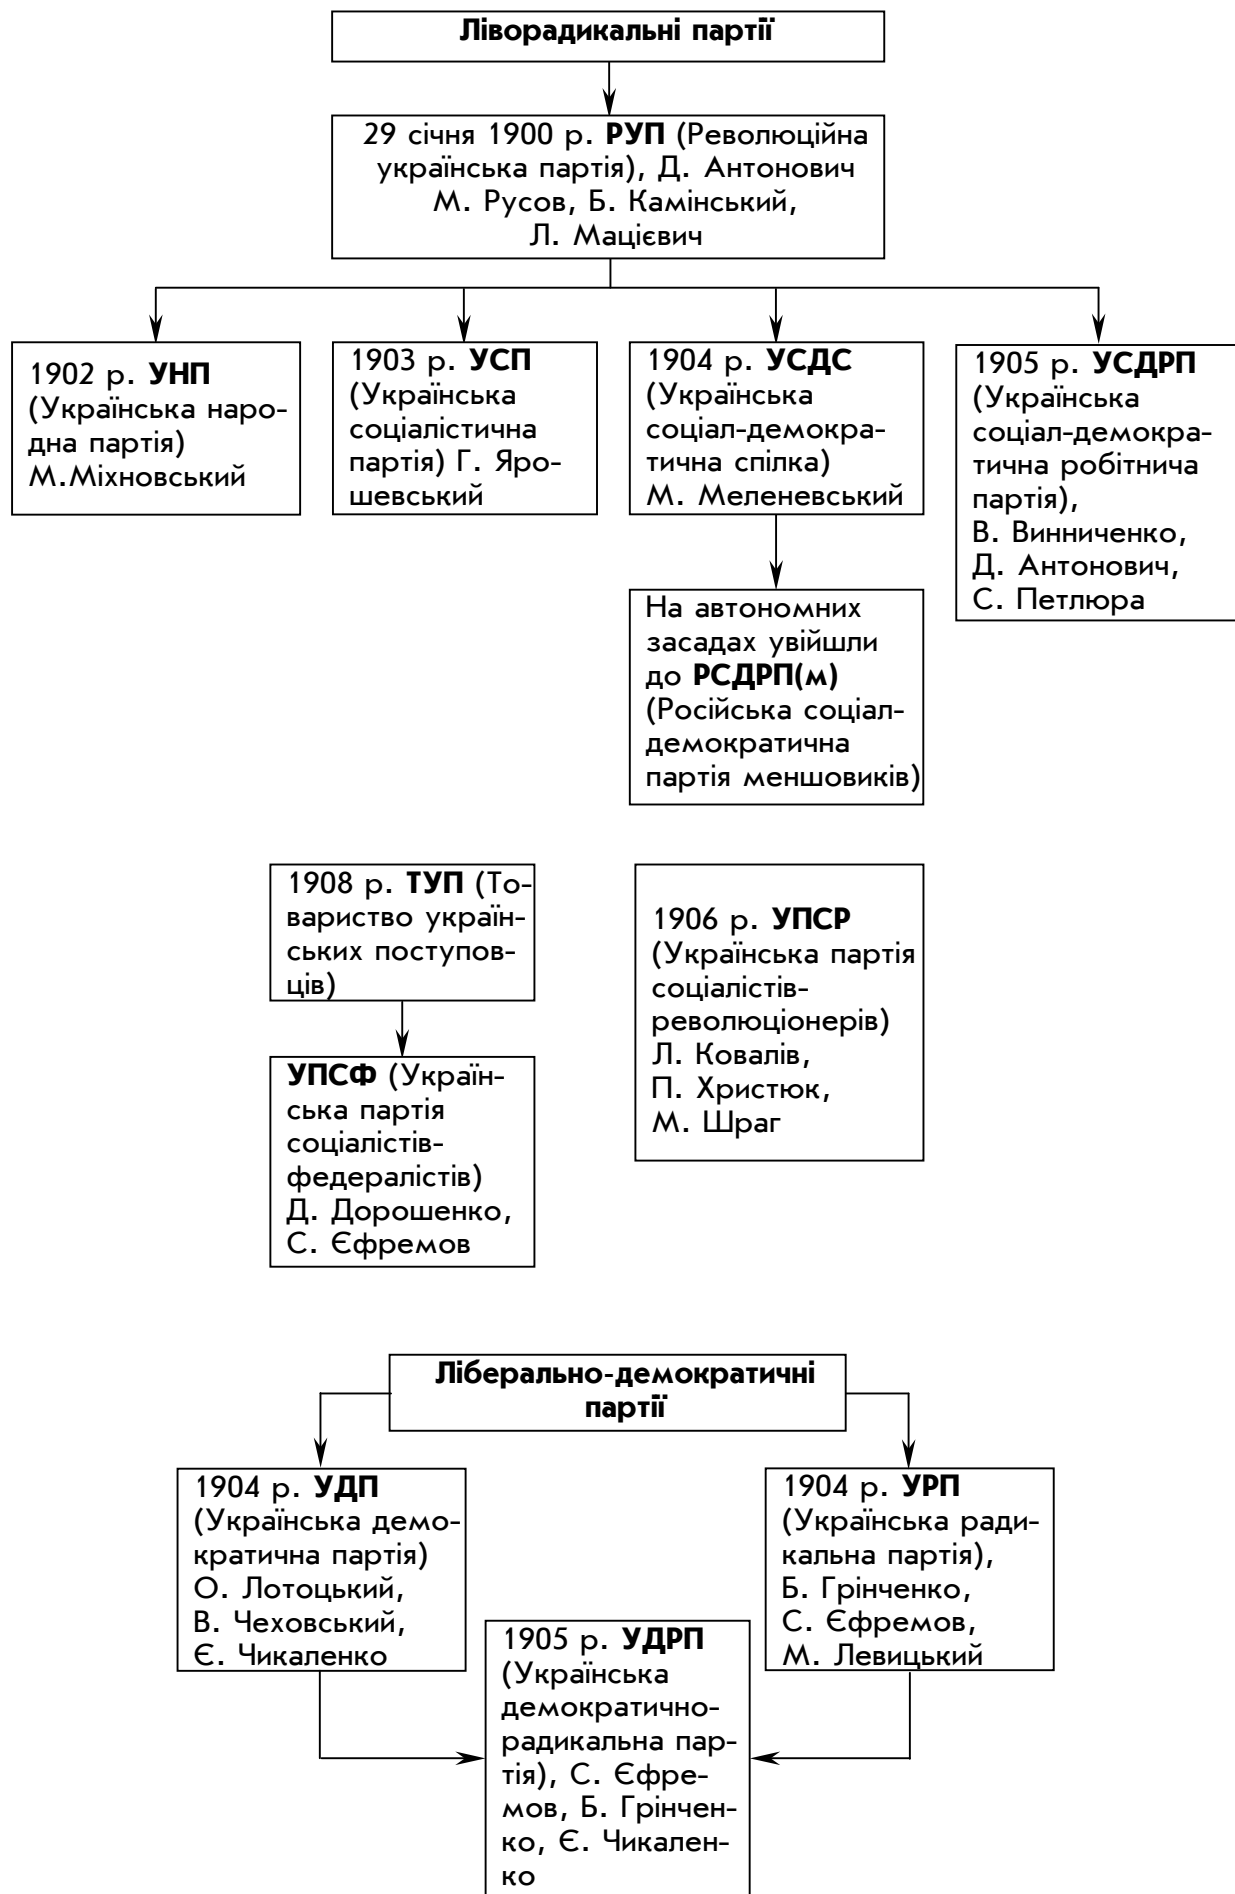 Ліворадикальні партії
29 січня 1900 р. РУП (Революційна
українська партія), Д. Антонович
М. Русов, Б. Камінський,
Л. Мацієвич
1902 р. УНП
(Українська наро-
дна партія)
М.Міхновський
1903 р. УСП
(Українська
соціалістична
партія) Г. Яро-
шевський
1904 р. УСДС
(Українська
соціал-демокра-
тична спілка)
М. Меленевський
1905 р. УСДРП
(Українська
соціал-демокра-
тична робітнича
партія),
В. Винниченко,
Д. Антонович,
С. Петлюра
На автономних
засадах увійшли
до РСДРП(м)
(Російська соціал-
демократична
партія меншовиків)
1908 р. ТУП (То-
вариство україн-
ських поступов-
ців)
1906 р. УПСР
(Українська партія
соціалістів-
революціонерів)
Л. Ковалів,
П. Христюк,
М. Шраг
УПСФ (Україн-
ська партія
соціалістів-
федералістів)
Д. Дорошенко,
С. Єфремов
Ліберально-демократичні
партії
1904 р. УДП
(Українська демо-
кратична партія)
О. Лотоцький,
В. Чеховський,
Є. Чикаленко
1904 р. УРП
(Українська ради-
кальна партія),
Б. Грінченко,
С. Єфремов,
М. Левицький
1905 р. УДРП
(Українська
демократично-
радикальна пар-
тія), С. Єфре-
мов, Б. Грінчен-
ко, Є. Чикален-
ко